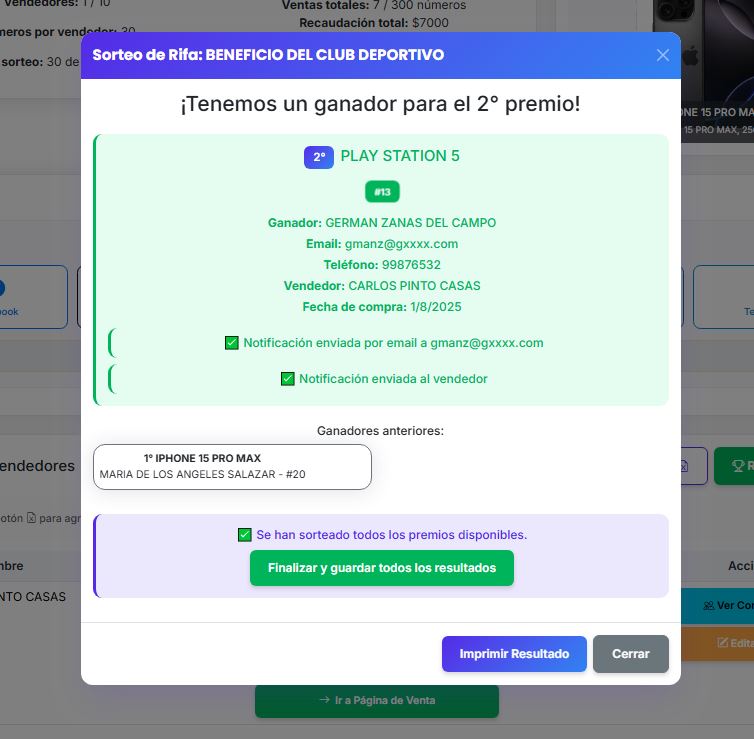 Vendedores: 1 / 10
Ventas totales: 7 / 300 números
Recaudación total: $7000
meros por vendedor: 30
sorteo: 30 de
Sorteo de Rifa: BENEFICIO DEL CLUB DEPORTIVO
¡Tenemos un ganador para el 2° premio!
2° PLAY STATION 5
#13
Ganador: GERMAN ZANAS DEL CAMPO
Email: gmanz@gxxxx.com
Teléfono: 99876532
Vendedor: CARLOS PINTO CASAS
Fecha de compra: 1/8/2025
Notificación enviada por email a gmanz@gxxxx.com
Notificación enviada al vendedor
Ganadores anteriores:
1° IPHONE 15 PRO MAX
MARIA DE LOS ANGELES SALAZAR - #20
Se han sorteado todos los premios disponibles.
Finalizar y guardar todos los resultados
Imprimir Resultado
Cerrar
NE 15 PRO MA
15 PRO MAX, 25
ook
Te
endedores
R
otón
para agr
mbre
Acci
NTO CASAS
Ver Co
Edita
Ir a Página de Venta